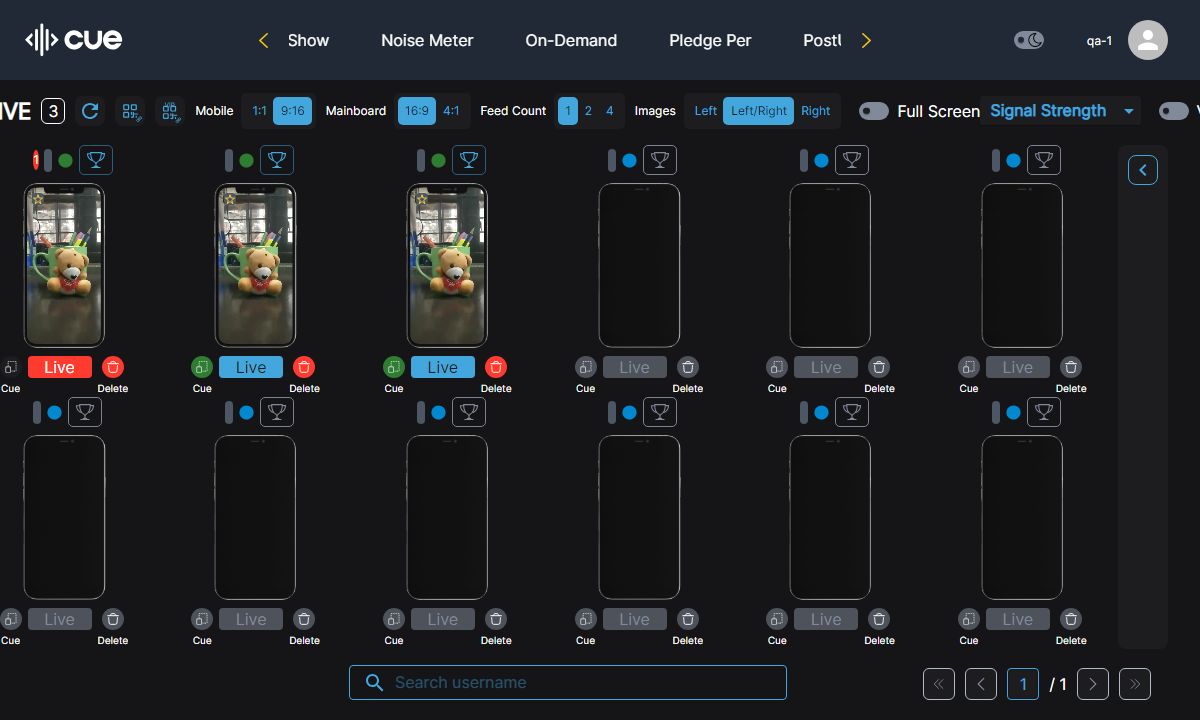 cue
Show Noise Meter On-Demand Pledge Per
qa-1
IVE 3 Mobile 1:1 9:16 Mainboard 16:9 4:1 Feed Count 1 2 4 Images Left Left/Right Right Full Screen Signal Strength
1
Live Live Live Live Live Live
Cue Delete Cue Delete Cue Delete Cue Delete Cue Delete Cue Delete
Live Live Live Live Live Live
Cue Delete Cue Delete Cue Delete Cue Delete Cue Delete Cue Delete
Search username
1 / 1